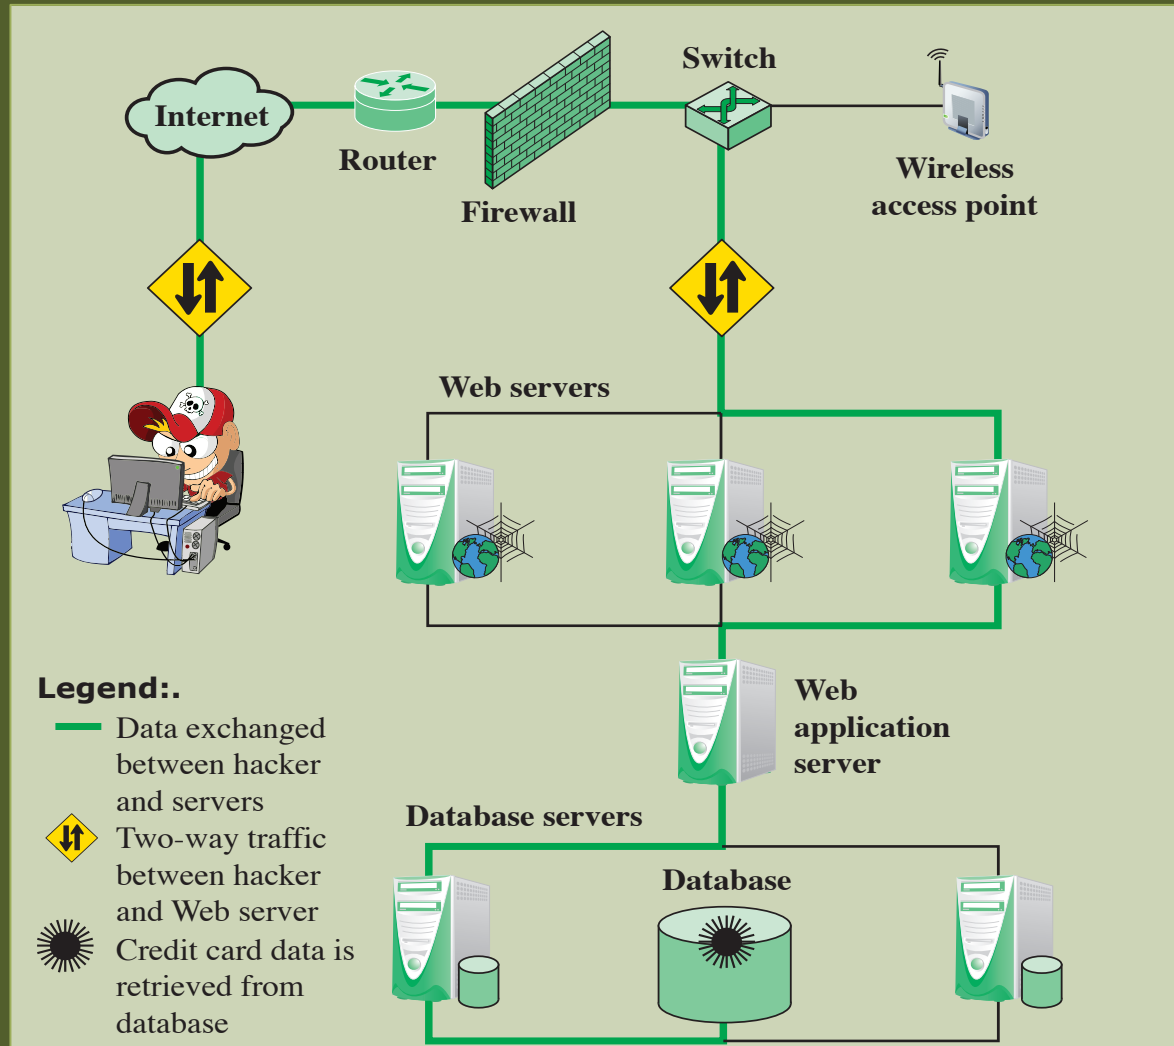 Switch
Internet
Router
Firewall
Wireless
access point
Web servers
Legend:.
Data exchanged
between hacker
and servers
Two-way traffic
between hacker
and Web server
Credit card data is
retrieved from
database
Web
application
server
Database servers
Database